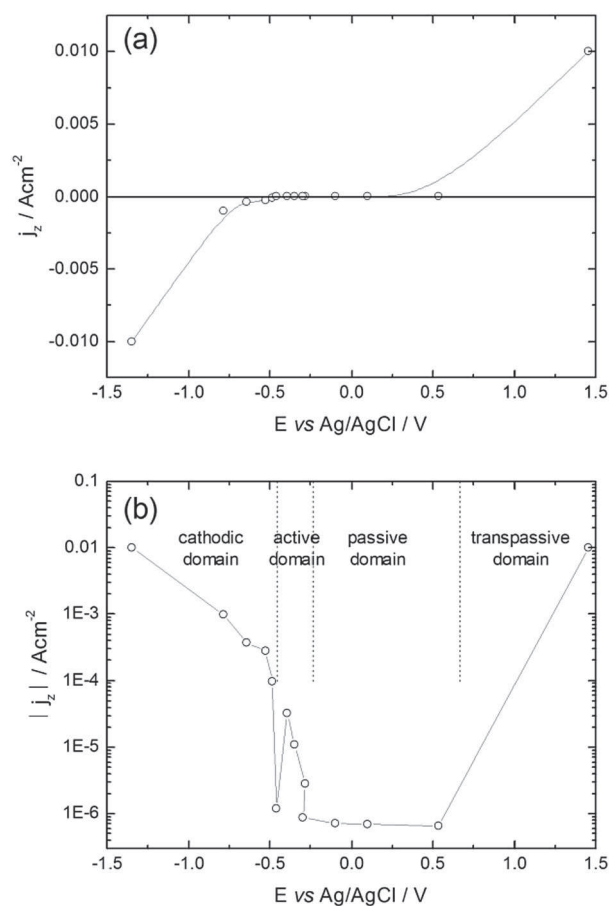 (a)
0.010
0.005
0.000
-0.005
-0.010
j_z / Acm⁻²
-1.5 -1.0 -0.5 0.0 0.5 1.0 1.5
E vs Ag/AgCl / V
(b)
0.1
0.01
1E-3
1E-4
1E-5
1E-6
| j_z | / Acm⁻²
cathodic active passive transpassive
domain domain domain domain
-1.5 -1.0 -0.5 0.0 0.5 1.0 1.5
E vs Ag/AgCl / V